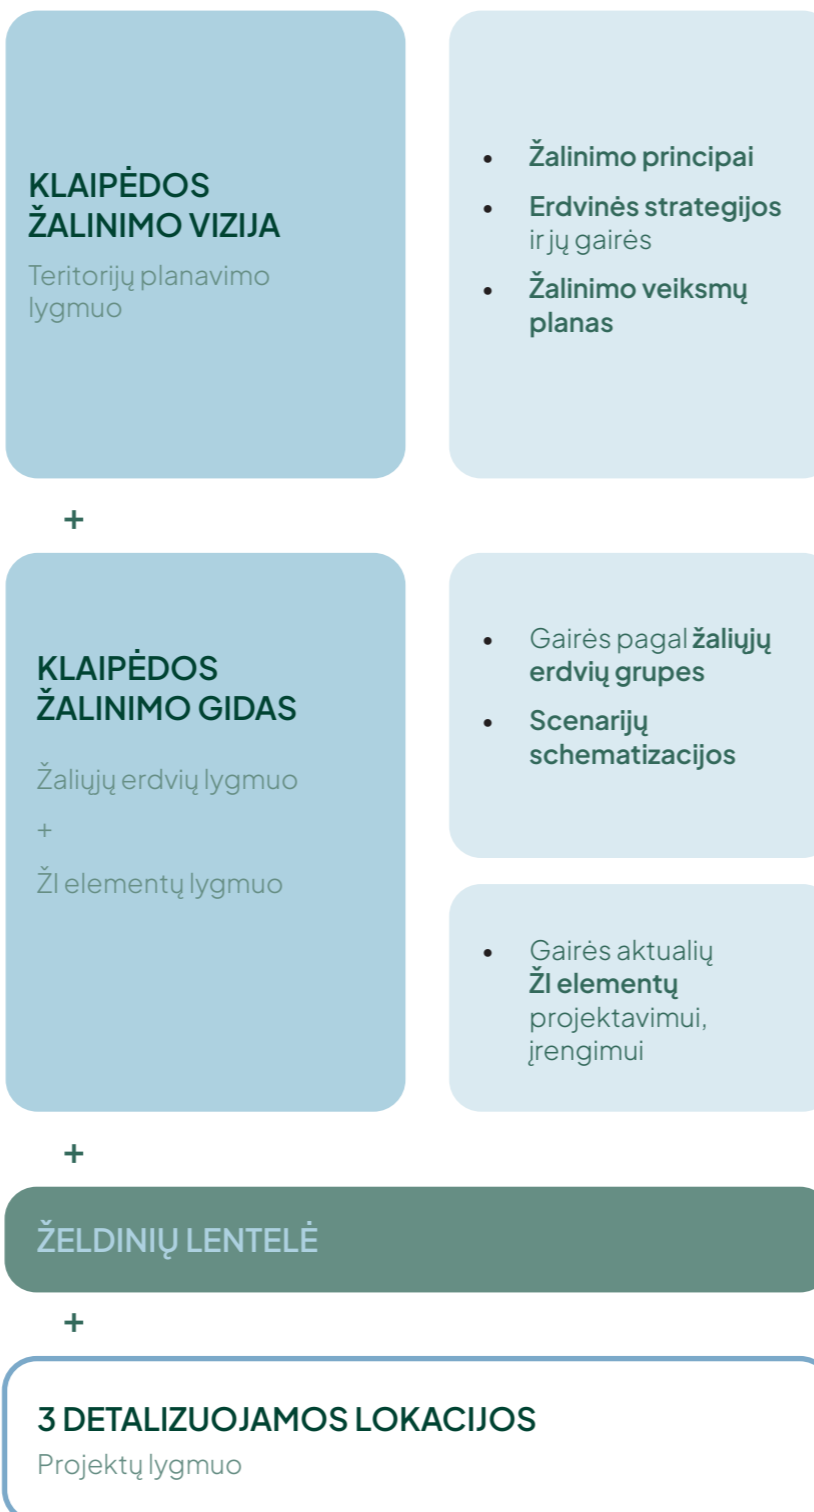 KLAIPĖDOS
ŽALINIMO VIZIJA
Teritorijų planavimo
lygmuo
• Žalinimo principai
• Erdvinės strategijos
ir jų gairės
• Žalinimo veiksmų
planas
+
KLAIPĖDOS
ŽALINIMO GIDAS
Žaliųjų erdvių lygmuo
+
ŽI elementų lygmuo
• Gairės pagal žaliųjų
erdvių grupes
• Scenarijų
schematizacijos
• Gairės aktualių
ŽI elementų
projektavimui,
įrengimui
+
ŽELDINIŲ LENTELĖ
+
3 DETALIZUOJAMOS LOKACIJOS
Projektų lygmuo